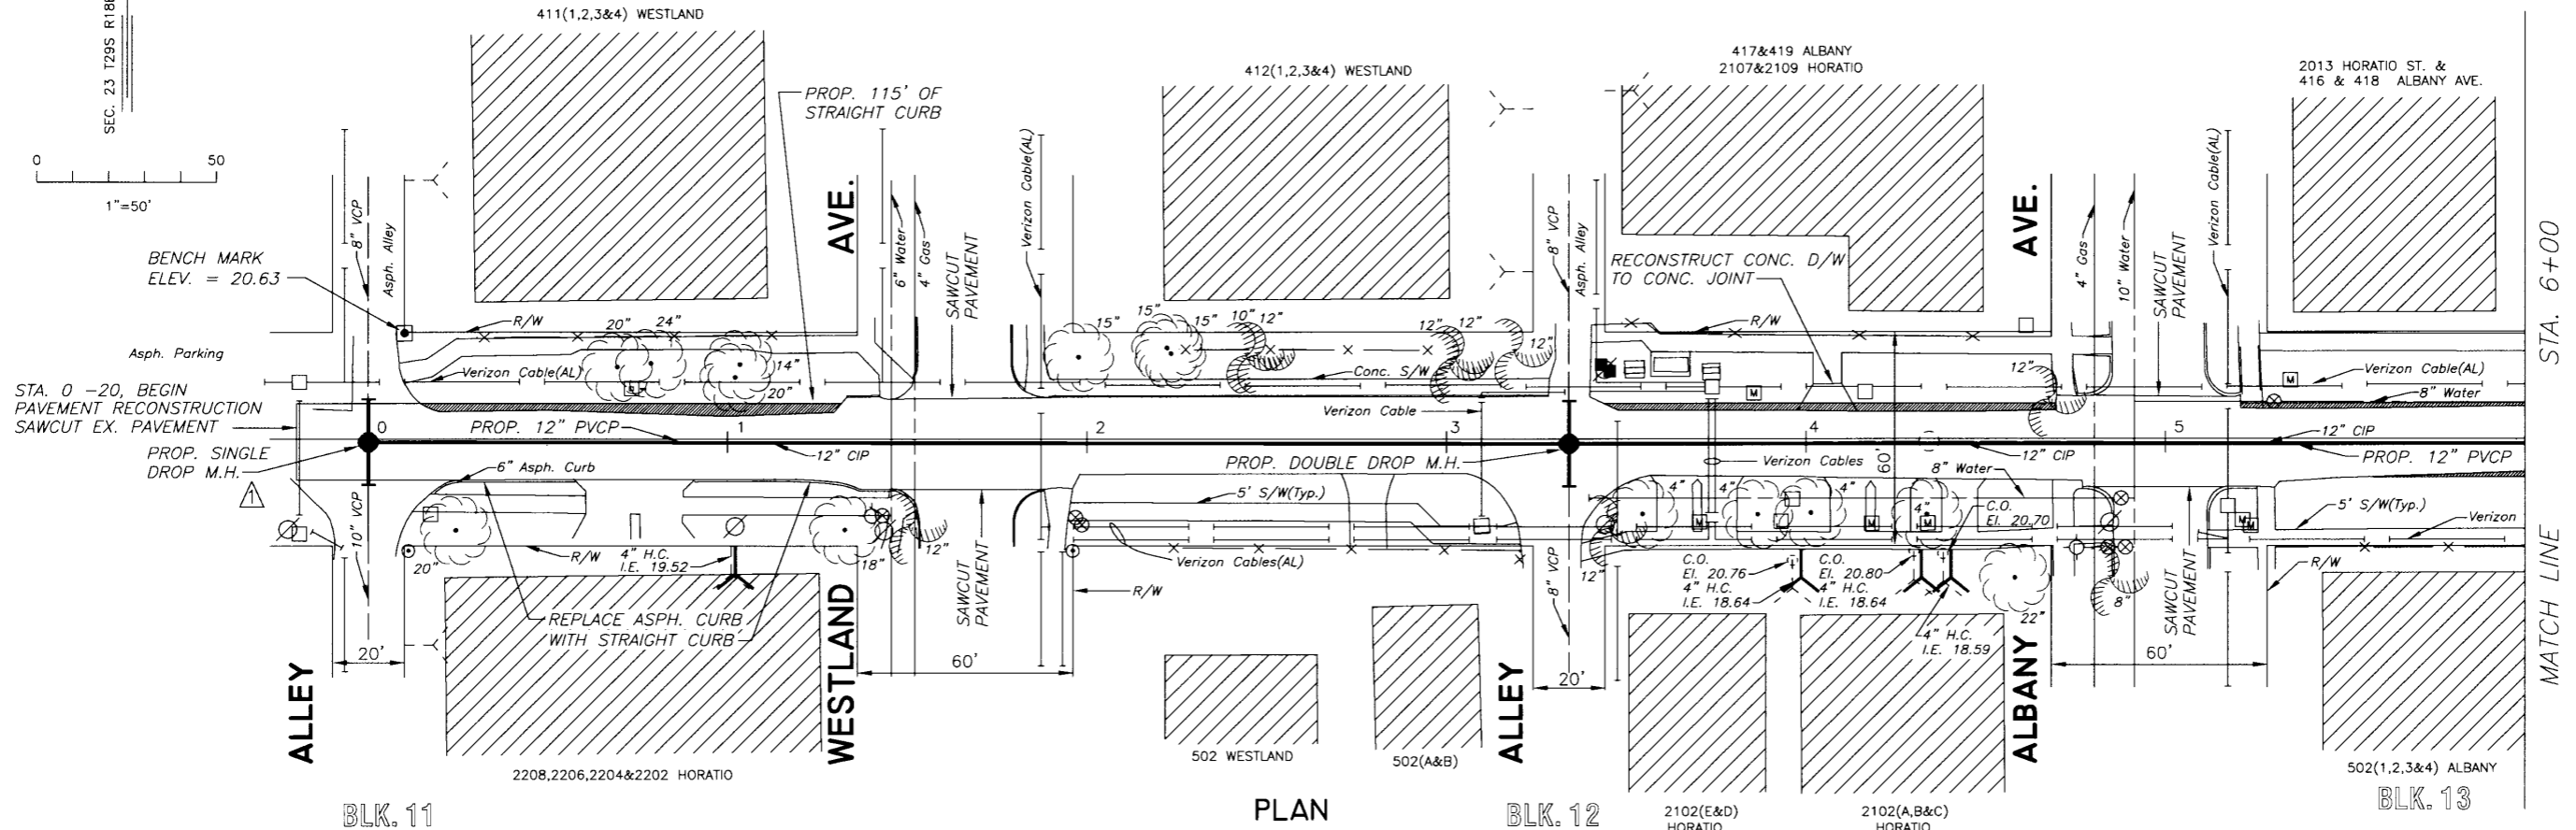 SEC. 23 T29S R18E
0 50
1"=50'
411(1,2,3&4) WESTLAND
412(1,2,3&4) WESTLAND
417&419 ALBANY
2107&2109 HORATIO
2013 HORATIO ST. &
416 & 418 ALBANY AVE.
PROP. 115' OF
STRAIGHT CURB
BENCH MARK
ELEV. = 20.63
8" VCP
Asph. Alley
AVE.
6" Water
4" Gas
SAWCUT
PAVEMENT
Verizon Cable(AL)
8" VCP
Asph. Alley
RECONSTRUCT CONC. D/W
TO CONC. JOINT
AVE.
4" Gas
10" Water
SAWCUT
PAVEMENT
Verizon Cable(AL)
STA. 6+00
MATCH LINE
R/W
20"
24"
14"
20"
15"
15"
15"
10"
12"
12"
12"
12"
R/W
12"
Asph. Parking
Verizon Cable(AL)
Conc. S/W
Verizon Cable
M
M
Verizon Cable(AL)
8" Water
STA. 0 -20, BEGIN
PAVEMENT RECONSTRUCTION
SAWCUT EX. PAVEMENT
PROP. SINGLE
DROP M.H.
1
0
PROP. 12" PVCP
1
12" CIP
2
3
PROP. DOUBLE DROP M.H.
4
5
12" CIP
12" CIP
PROP. 12" PVCP
6" Asph. Curb
Verizon Cables
60'
8" Water
5' S/W(Typ.)
4"
4"
4"
4"
M
M
M
C.O.
El. 20.70
M
M
5' S/W(Typ.)
Verizon
10" VCP
20"
R/W
4" H.C.
I.E. 19.52
18"
12"
SAWCUT
PAVEMENT
Verizon Cables(AL)
R/W
8" VCP
12"
C.O.
El. 20.76
4" H.C.
I.E. 18.64
C.O.
El. 20.80
4" H.C.
I.E. 18.64
4" H.C.
I.E. 18.59
22"
8"
SAWCUT
PAVEMENT
R/W
REPLACE ASPH. CURB
WITH STRAIGHT CURB
20'
60'
20'
60'
ALLEY
WESTLAND
ALLEY
ALBANY
2208,2206,2204&2202 HORATIO
502 WESTLAND
502(A&B)
2102(E&D)
HORATIO
2102(A,B&C)
HORATIO
502(1,2,3&4) ALBANY
BLK. 11
PLAN
BLK. 12
BLK. 13